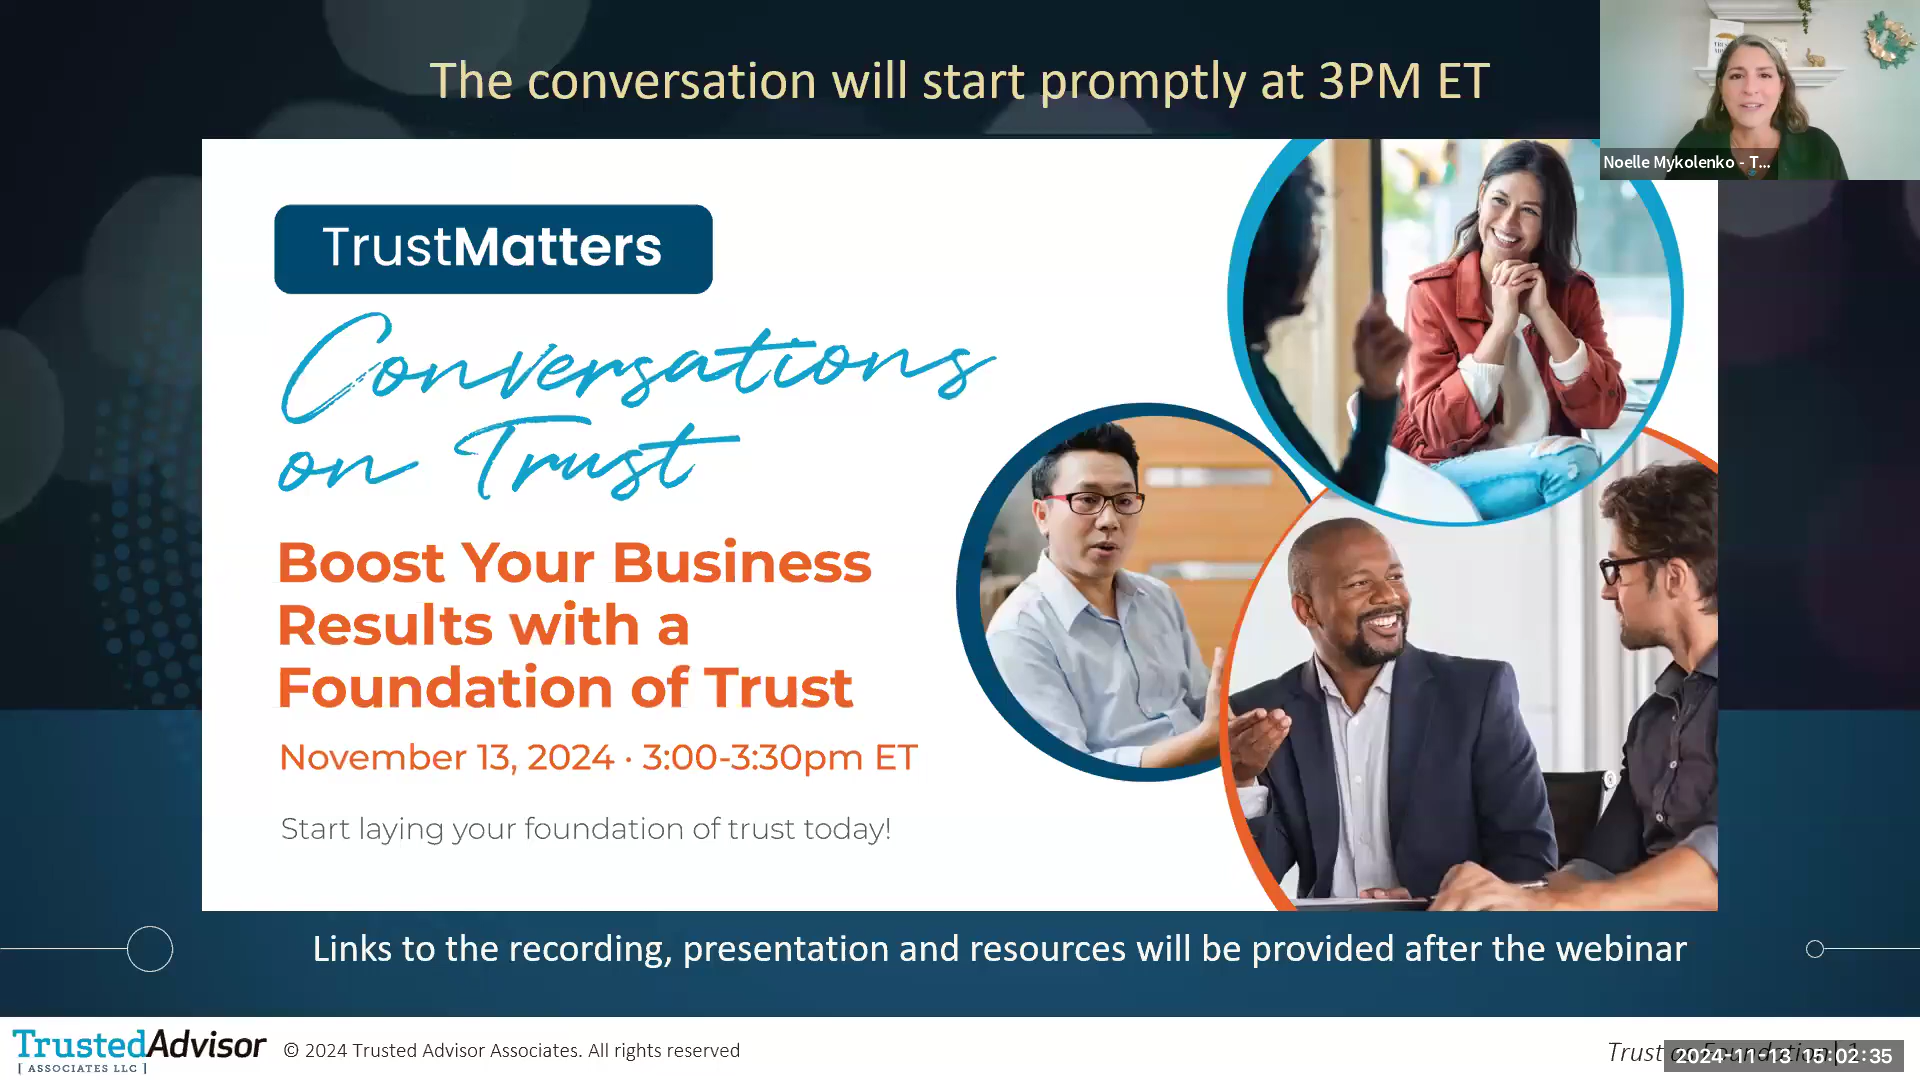 The conversation will start promptly at 3PM ET
Noelle Mykolenko - T...
TrustMatters
Conversations
on Trust
Boost Your Business
Results with a
Foundation of Trust
November 13, 2024 · 3:00-3:30pm ET
Start laying your foundation of trust today!
Links to the recording, presentation and resources will be provided after the webinar
TrustedAdvisor
ASSOCIATES LLC
© 2024 Trusted Advisor Associates. All rights reserved
Trust
2024-11-13 15:02:35